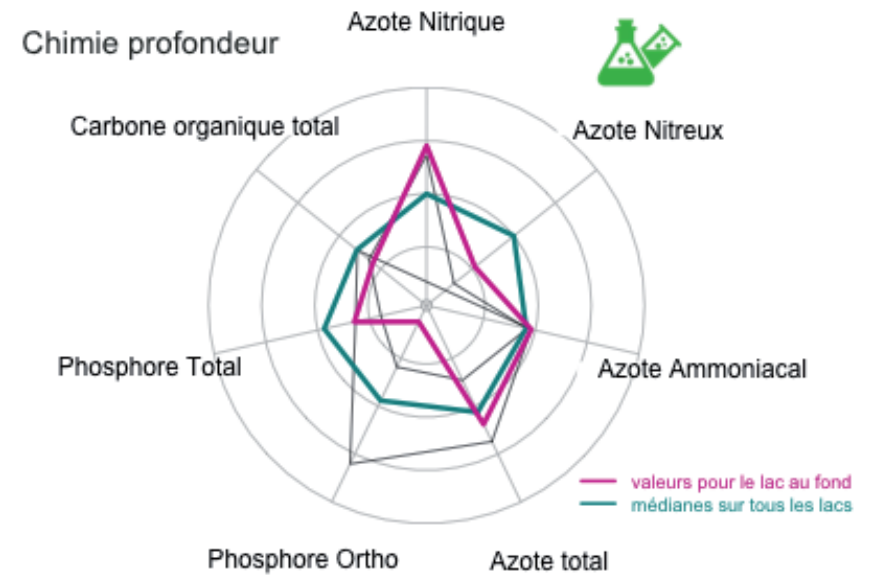 Azote Nitrique
Chimie profondeur
Carbone organique total
Azote Nitreux
Phosphore Total
Azote Ammoniacal
valeurs pour le lac au fond
médianes sur tous les lacs
Phosphore Ortho
Azote total